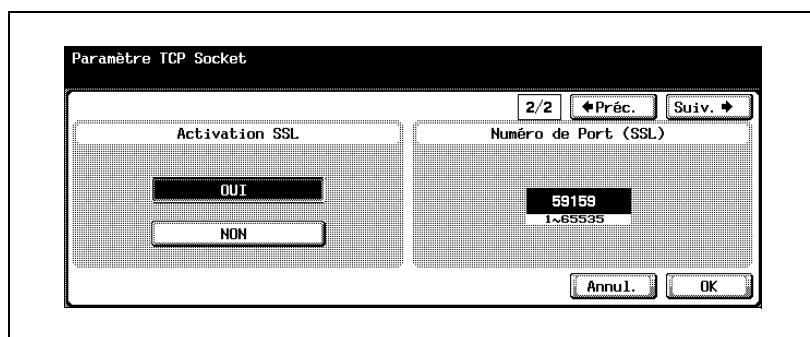 Paramètre TCP Socket
2/2 ←Préc. Suiv. →
Activation SSL
Numéro de Port (SSL)
OUI
59159
1~65535
NON
Annul. OK